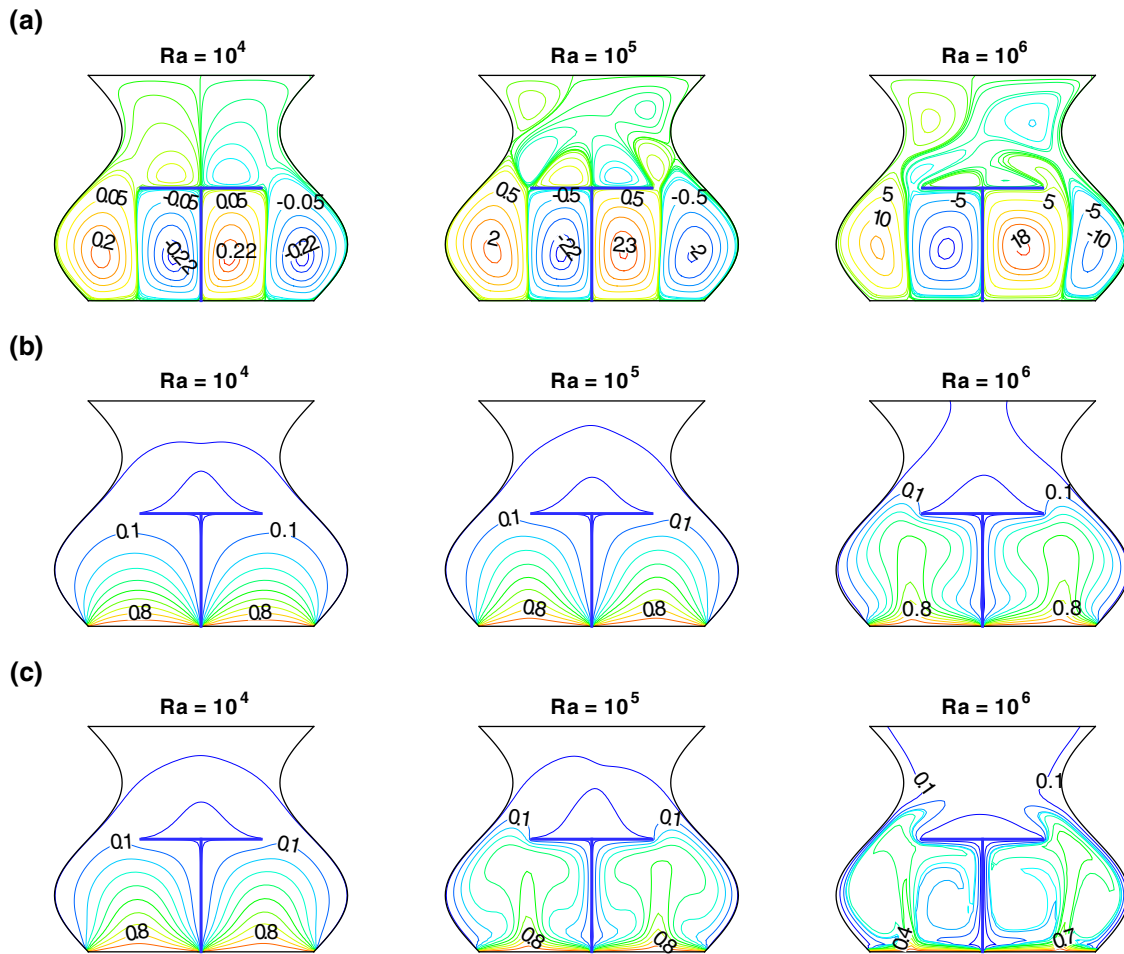 (a)
Ra = 10^4 Ra = 10^5 Ra = 10^6
0.05 -0.05 0.05 -0.05 0.5 -0.5 0.5 -0.5 5 -5 5 -5
0.2 -0.22 0.22 -0.22 2 2.3 -2 10 18 -10
(b)
Ra = 10^4 Ra = 10^5 Ra = 10^6
0.1 0.1 0.1 0.1 0.1 0.1
0.8 0.8 0.8 0.8 0.8 0.8
(c)
Ra = 10^4 Ra = 10^5 Ra = 10^6
0.1 0.1
0.1 0.1 0.1 0.1
0.8 0.8 0.8 0.8 0.4 0.7